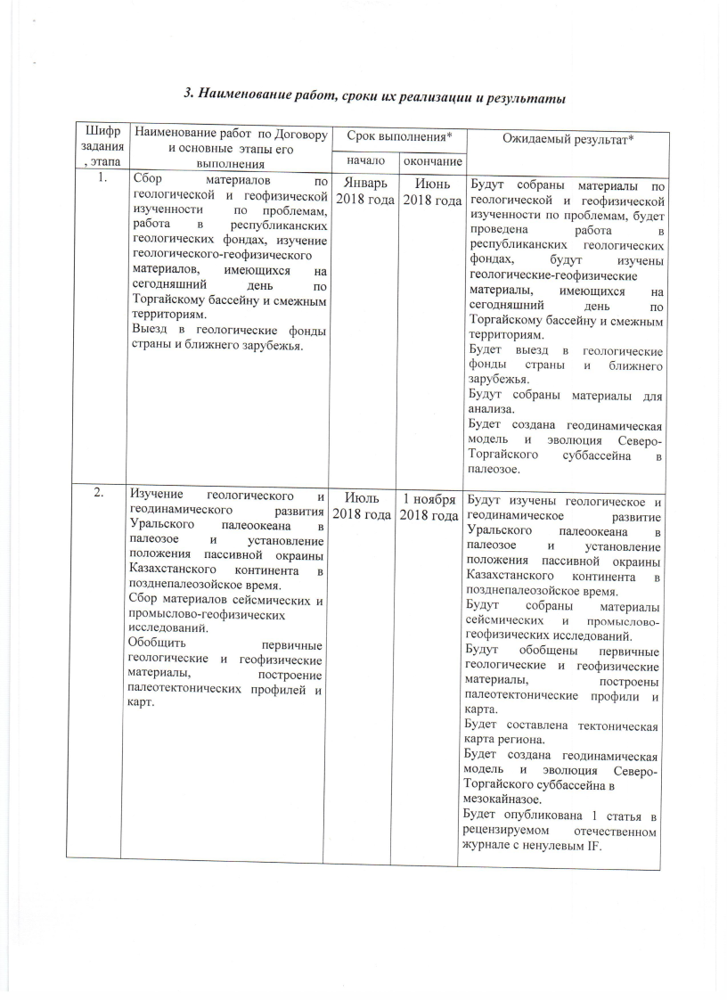 3. Наименование работ, сроки их реализации и результаты
Шифр
задания
, этапа
Наименование работ по Договору
и основные этапы его
выполнения
Срок выполнения*
начало
окончание
Ожидаемый результат*
1.
Сбор материалов по
геологической и геофизической
изученности по проблемам,
работа в республиканских
геологических фондах, изучение
геологического-геофизического
материалов, имеющихся на
сегодняшний день по
Торгайскому бассейну и смежным
территориям.
Выезд в геологические фонды
страны и ближнего зарубежья.
Январь
2018 года
Июнь
2018 года
Будут собраны материалы по
геологической и геофизической
изученности по проблемам, будет
проведена работа в
республиканских геологических
фондах, будут изучены
геологические-геофизические
материалы, имеющихся на
сегодняшний день по
Торгайскому бассейну и смежным
территориям.
Будет выезд в геологические
фонды страны и ближнего
зарубежья.
Будут собраны материалы для
анализа.
Будет создана геодинамическая
модель и эволюция Северо-
Торгайского суббассейна в
палеозое.
2.
Изучение геологического и
геодинамического развития
Уральского палеоокеана в
палеозое и установление
положения пассивной окраины
Казахстанского континента в
позднепалеозойское время.
Сбор материалов сейсмических и
промыслово-геофизических
исследований.
Обобщить первичные
геологические и геофизические
материалы, построение
палеотектонических профилей и
карт.
Июль
2018 года
1 ноября
2018 года
Будут изучены геологическое и
геодинамическое развитие
Уральского палеоокеана в
палеозое и установление
положения пассивной окраины
Казахстанского континента в
позднепалеозойское время.
Будут собраны материалы
сейсмических и промыслово-
геофизических исследований.
Будут обобщены первичные
геологические и геофизические
материалы, построены
палеотектонические профили и
карта.
Будет составлена тектоническая
карта региона.
Будет создана геодинамическая
модель и эволюция Северо-
Торгайского суббассейна в
мезокайназое.
Будет опубликована 1 статья в
рецензируемом отечественном
журнале с ненулевым IF.